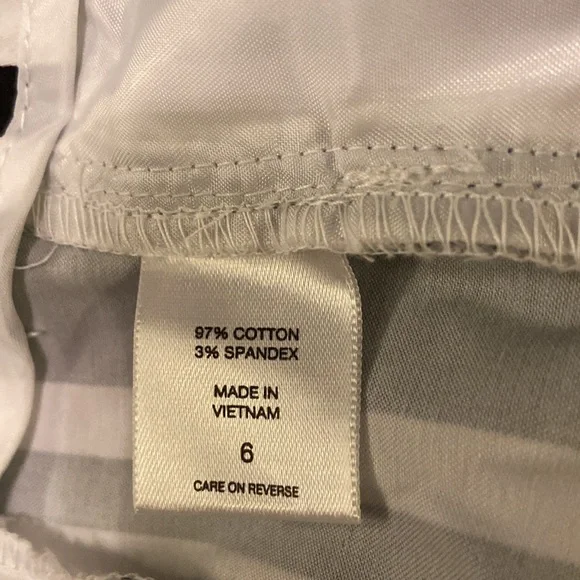 97% COTTON
3% SPANDEX
MADE IN
VIETNAM
6
CARE ON REVERSE